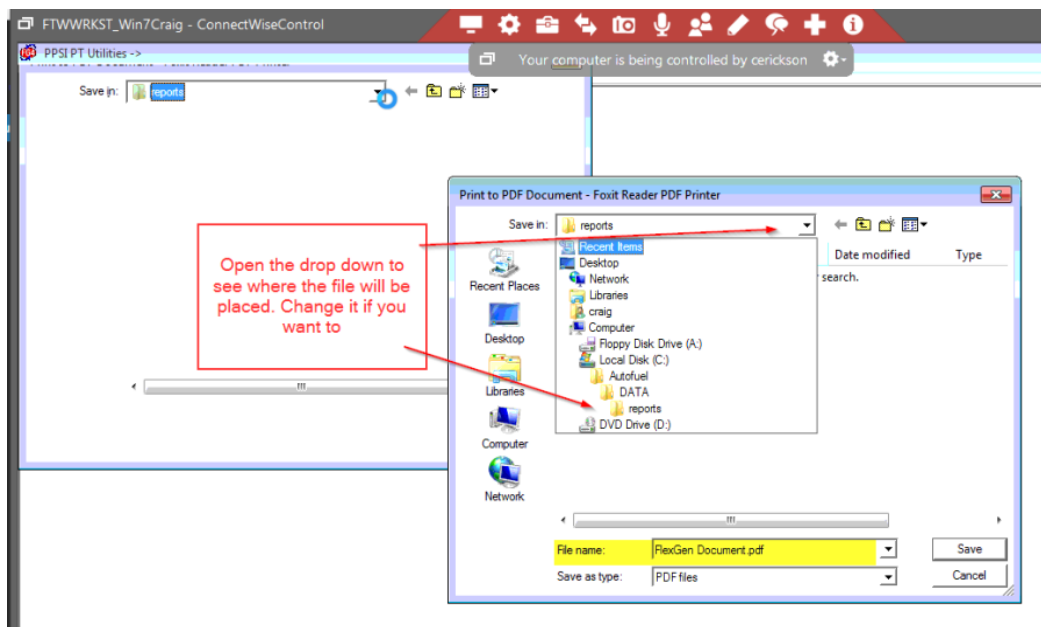 FTWWRKST_Win7Craig - ConnectWiseControl
PPSI PT Utilities ->
Your computer is being controlled by cerickson
Save in:
reports
Print to PDF Document - Foxit Reader PDF Printer
Save in:
reports
Recent Items
Desktop
Network
Libraries
craig
Computer
Floppy Disk Drive (A:)
Local Disk (C:)
Autofuel
DATA
reports
DVD Drive (D:)
Date modified
Type
search.
Recent Places
Desktop
Libraries
Computer
Network
Open the drop down to
see where the file will be
placed. Change it if you
want to
File name:
FlexGen Document.pdf
Save
Save as type:
PDF files
Cancel